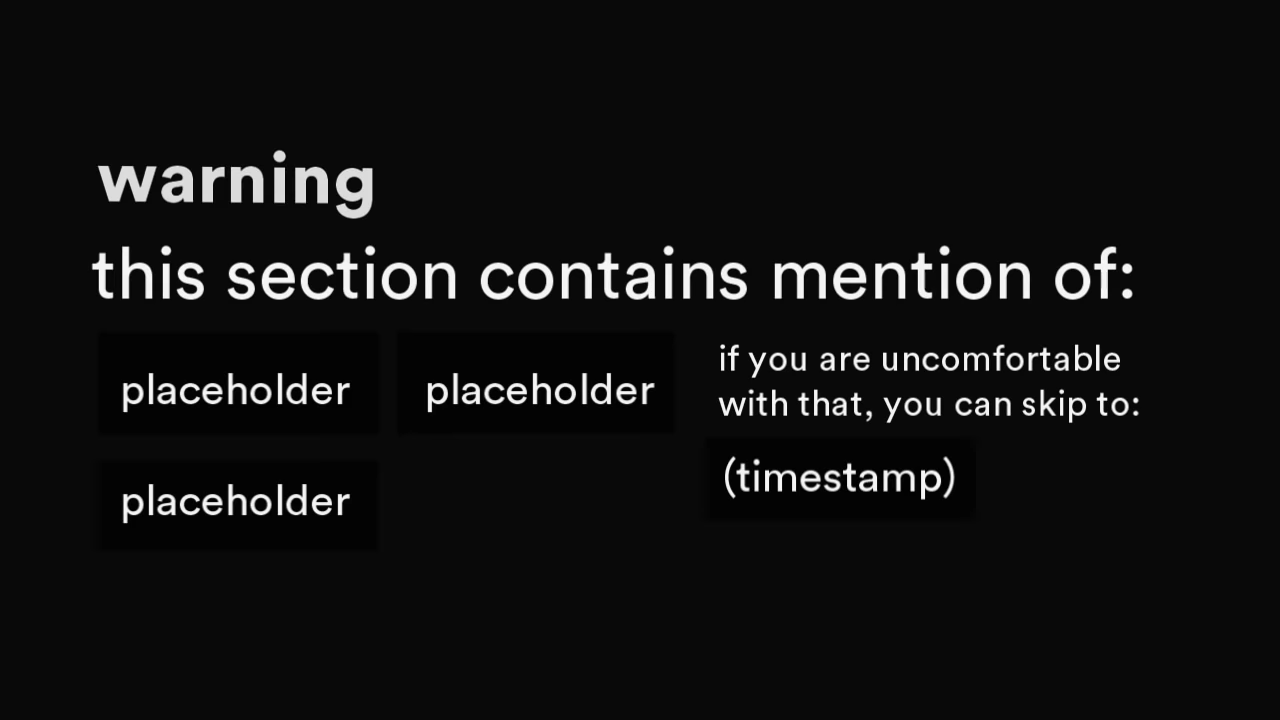 warning
this section contains mention of:
placeholder placeholder
placeholder
if you are uncomfortable
with that, you can skip to:
(timestamp)